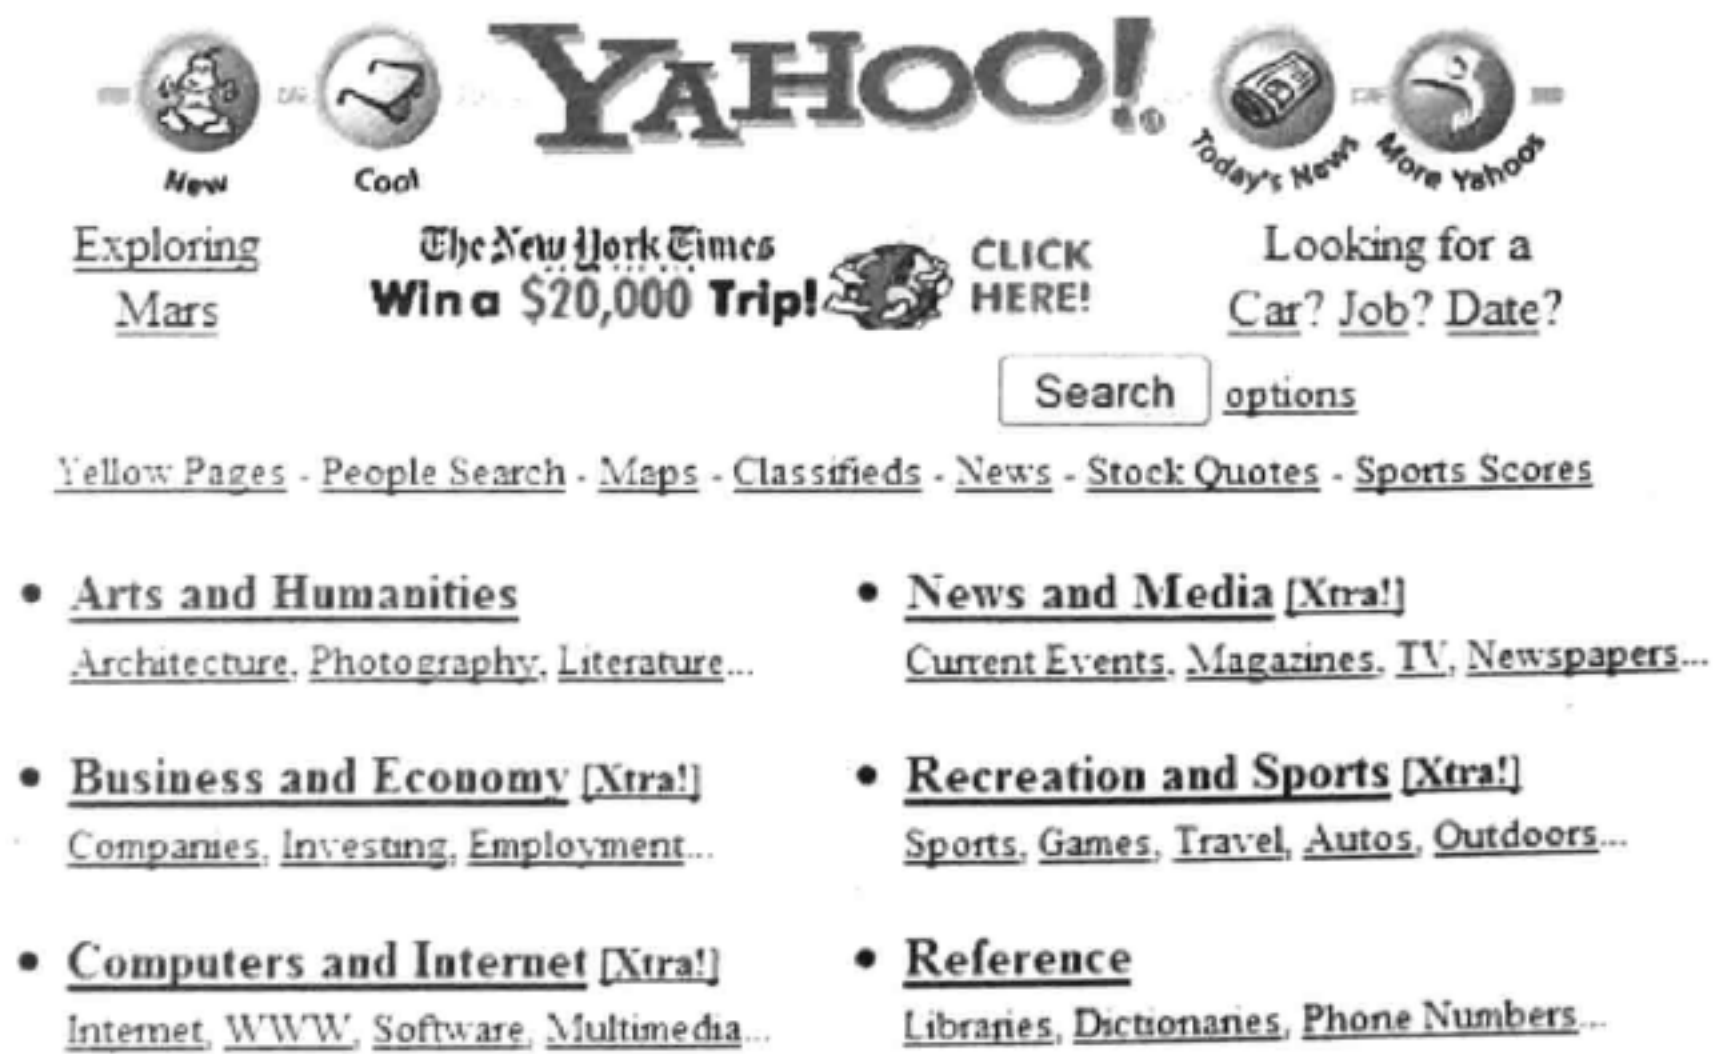 YAHOO!
New
Cool
Today's News
More Yahoos
Exploring
Mars
The New York Times
Win a $20,000 Trip!
CLICK
HERE!
Looking for a
Car? Job? Date?
Search options
Yellow Pages - People Search - Maps - Classifieds - News - Stock Quotes - Sports Scores
• Arts and Humanities
Architecture, Photography, Literature...
• Business and Economy [Xtra!]
Companies, Investing, Employment...
• Computers and Internet [Xtra!]
Internet, WWW, Software, Multimedia...
• News and Media [Xtra!]
Current Events, Magazines, TV, Newspapers...
• Recreation and Sports [Xtra!]
Sports, Games, Travel, Autos, Outdoors...
• Reference
Libraries, Dictionaries, Phone Numbers...